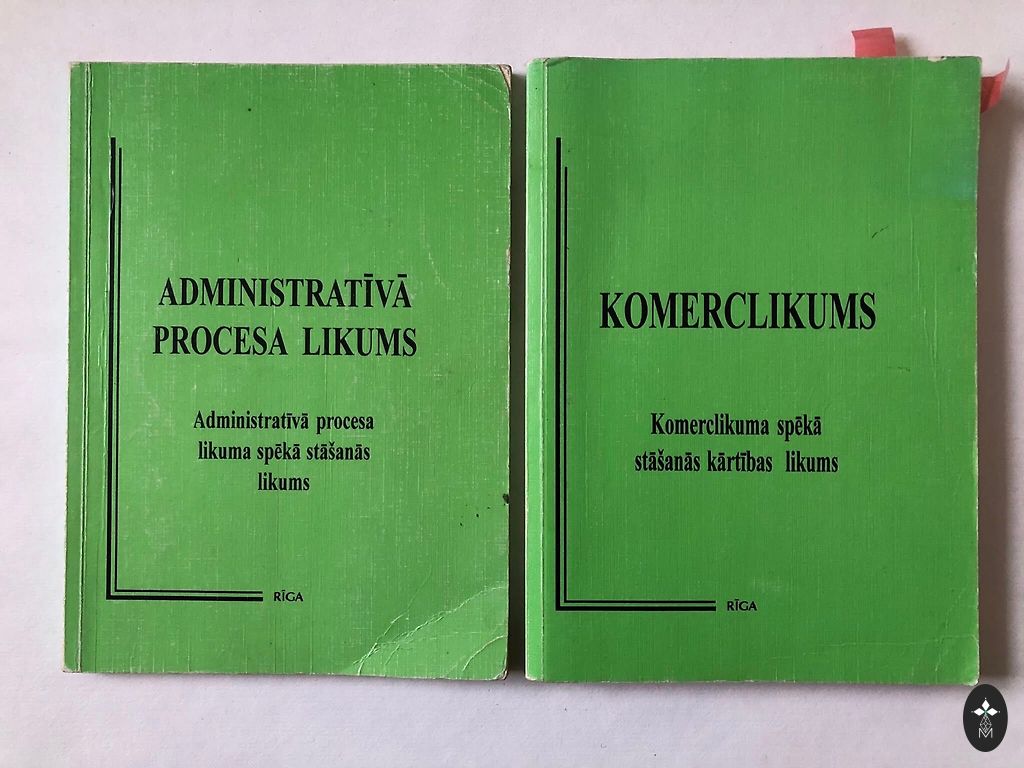 ADMINISTRATĪVĀ
PROCESA LIKUMS
Administratīvā procesa
likuma spēkā stāšanās
likums
RĪGA
KOMERCLIKUMS
Komerclikuma spēkā
stāšanās kārtības likums
RĪGA
M